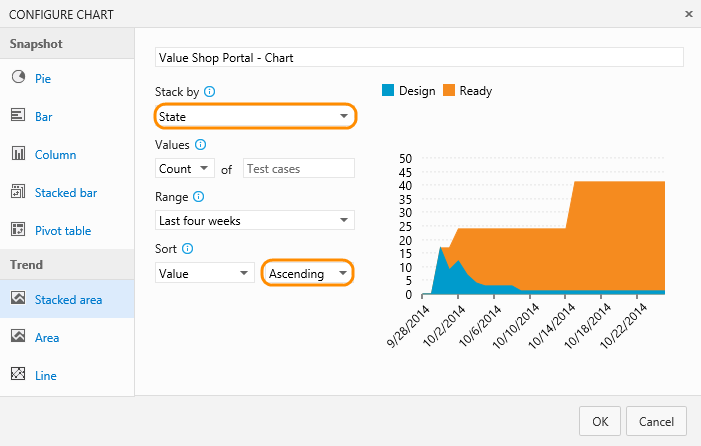 CONFIGURE CHART ×
Snapshot
Pie
Bar
Column
Stacked bar
Pivot table
Trend
Stacked area
Area
Line
Value Shop Portal - Chart
Stack by
State
Values
Count of Test cases
Range
Last four weeks
Sort
Value Ascending
Design Ready
50
45
40
35
30
25
20
15
10
5
0
9/28/2014 10/2/2014 10/6/2014 10/10/2014 10/14/2014 10/18/2014 10/22/2014
OK Cancel